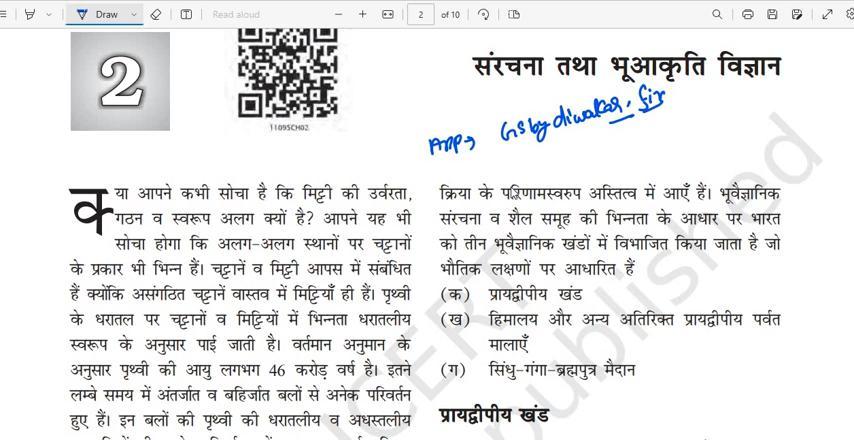 Draw
Read aloud
2 of 10
2
11095CH02
संरचना तथा भूआकृति विज्ञान
App → GS by diwakar sir
क्या आपने कभी सोचा है कि मिट्टी की उर्वरता,
गठन व स्वरूप अलग क्यों है? आपने यह भी
सोचा होगा कि अलग-अलग स्थानों पर चट्टानों
के प्रकार भी भिन्न हैं। चट्टानें व मिट्टी आपस में संबंधित
हैं क्योंकि असंगठित चट्टानें वास्तव में मिट्टियाँ ही हैं। पृथ्वी
के धरातल पर चट्टानों व मिट्टियों में भिन्नता धरातलीय
स्वरूप के अनुसार पाई जाती है। वर्तमान अनुमान के
अनुसार पृथ्वी की आयु लगभग 46 करोड़ वर्ष है। इतने
लम्बे समय में अंतर्जात व बहिर्जात बलों से अनेक परिवर्तन
हुए हैं। इन बलों की पृथ्वी की धरातलीय व अधस्तलीय
क्रिया के परिणामस्वरुप अस्तित्व में आएँ हैं। भूवैज्ञानिक
संरचना व शैल समूह की भिन्नता के आधार पर भारत
को तीन भूवैज्ञानिक खंडों में विभाजित किया जाता है जो
भौतिक लक्षणों पर आधारित हैं
(क) प्रायद्वीपीय खंड
(ख) हिमालय और अन्य अतिरिक्त प्रायद्वीपीय पर्वत
मालाएँ
(ग) सिंधु-गंगा-ब्रह्मपुत्र मैदान
प्रायद्वीपीय खंड